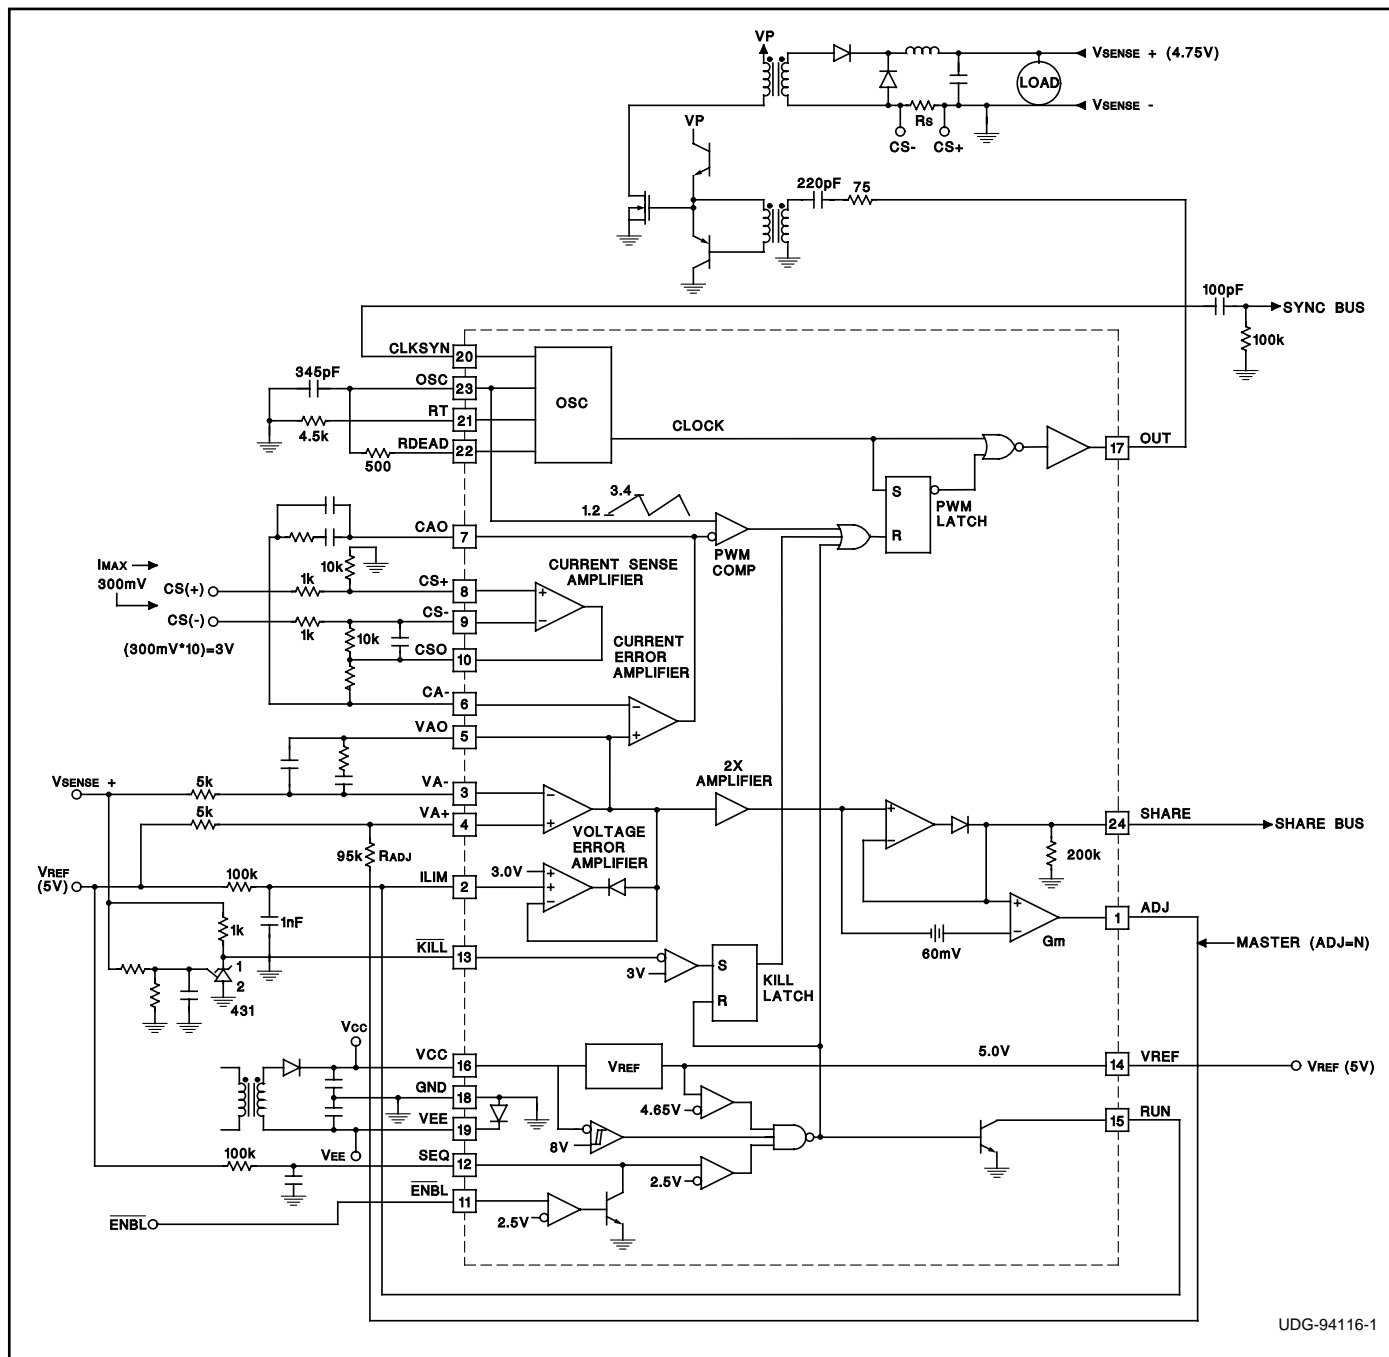 VP
VSENSE + (4.75V)
LOAD
VSENSE -
Rs
CS- CS+
VP
220pF 75
100pF
SYNC BUS
100k
CLKSYN 20
345pF
OSC 23
OSC
RT 21
4.5k
RDEAD 22
500
CLOCK
OUT
17
S
R
PWM
LATCH
3.4
1.2
CAO 7
PWM
COMP
IMAX
300mV
10k
CURRENT SENSE
AMPLIFIER
CS(+)
1k
CS+ 8
+
CS(-)
1k
CS- 9
-
(300mV*10)=3V
10k
CSO 10
CURRENT
ERROR
AMPLIFIER
CA- 6
-
VAO 5
+
2X
AMPLIFIER
VSENSE +
5k
VA- 3
-
5k
VA+ 4
+
VOLTAGE
ERROR
AMPLIFIER
+
-
24 SHARE
SHARE BUS
200k
95k RADJ
VREF
(5V)
100k
ILIM 2
3.0V
+
+
-
1nF
1k
+
-
Gm
60mV
1 ADJ
MASTER (ADJ=N)
KILL 13
3V
S
R
KILL
LATCH
1
2
431
Vcc
VCC 16
VREF
5.0V
14 VREF
VREF (5V)
GND 18
4.65V
VEE 19
15 RUN
VEE
8V
100k
SEQ 12
2.5V
ENBL 11
2.5V
ENBL
UDG-94116-1